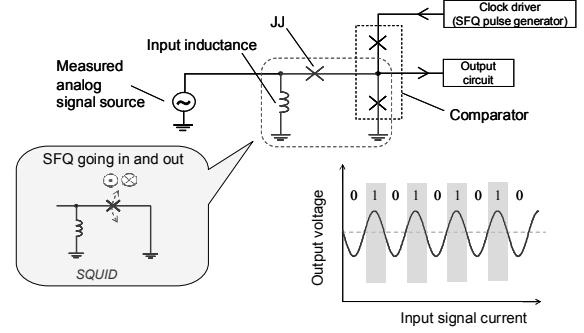 Clock driver
(SFQ pulse generator)
JJ
Input inductance
Measured
analog
signal source
Output
circuit
Comparator
SFQ going in and out
SQUID
0 1 0 1 0 1 0 1 0
Output voltage
Input signal current